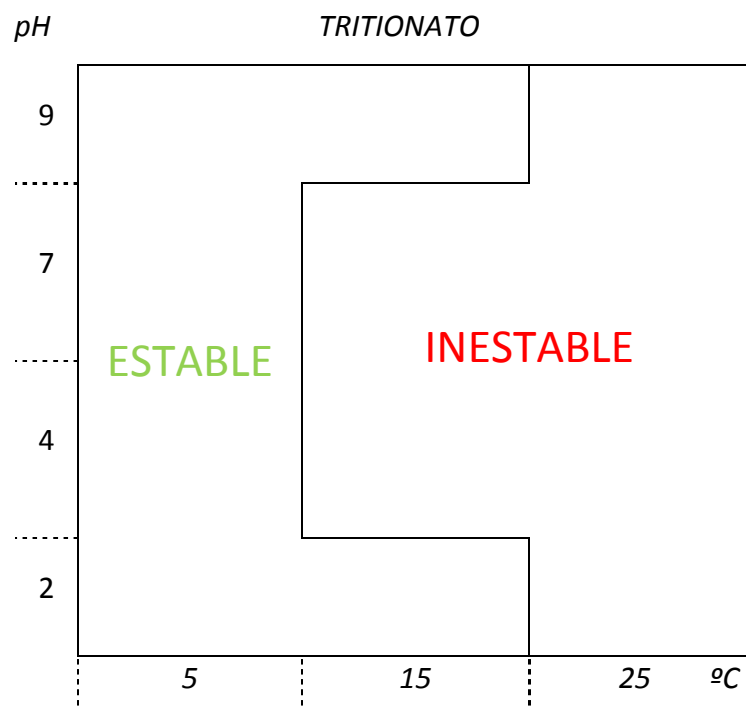 pH TRITIONATO
9
7
INESTABLE
ESTABLE
4
2
5 15 25 ºC